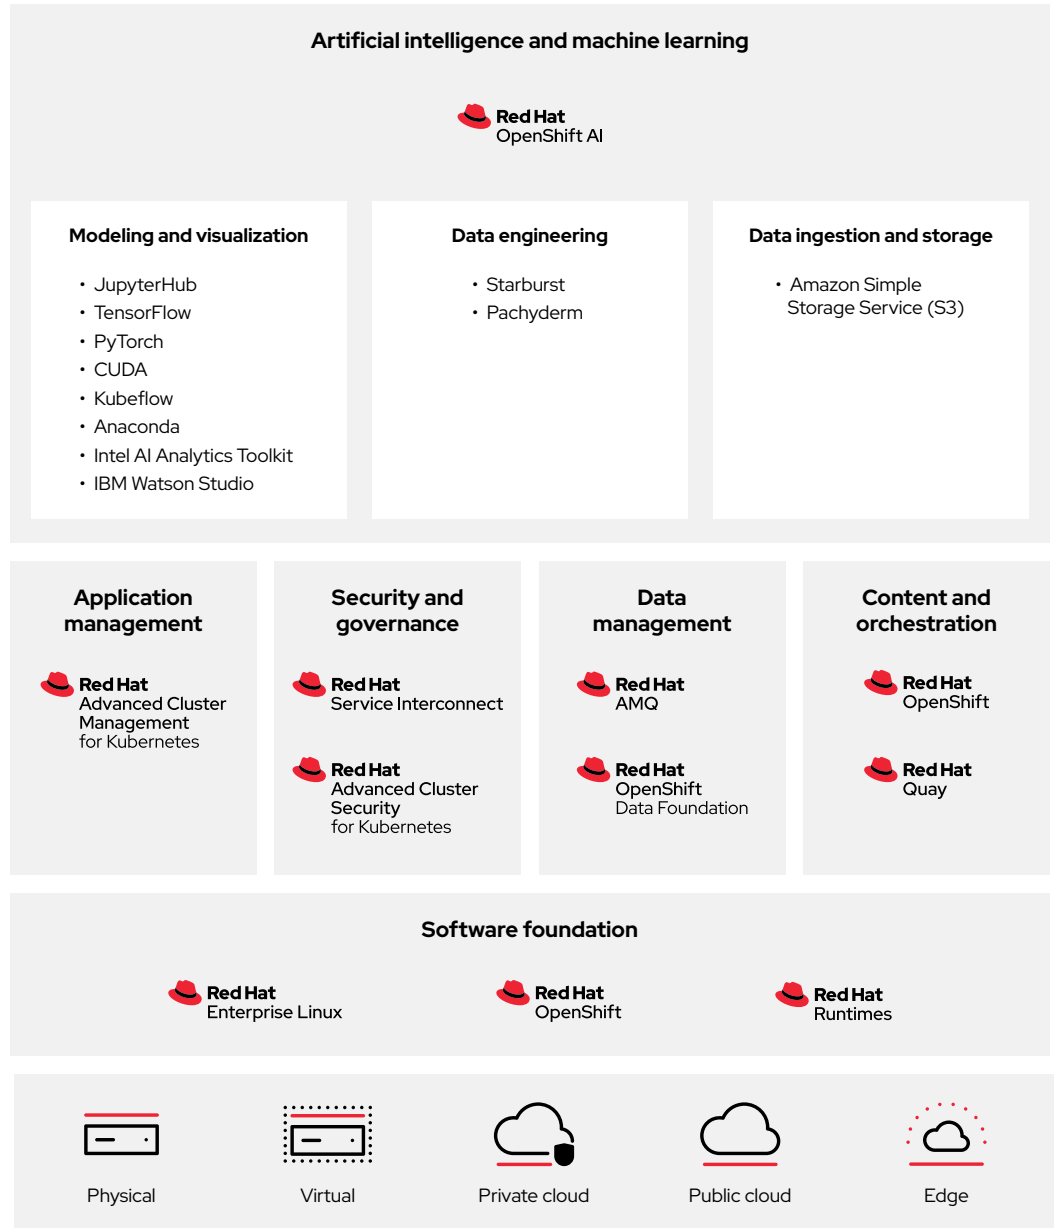 Artificial intelligence and machine learning
Red Hat
OpenShift AI
Modeling and visualization
• JupyterHub
• TensorFlow
• PyTorch
• CUDA
• Kubeflow
• Anaconda
• Intel AI Analytics Toolkit
• IBM Watson Studio
Data engineering
• Starburst
• Pachyderm
Data ingestion and storage
• Amazon Simple
Storage Service (S3)
Application
management
Red Hat
Advanced Cluster
Management
for Kubernetes
Security and
governance
Red Hat
Service Interconnect
Red Hat
Advanced Cluster
Security
for Kubernetes
Data
management
Red Hat
AMQ
Red Hat
OpenShift
Data Foundation
Content and
orchestration
Red Hat
OpenShift
Red Hat
Quay
Software foundation
Red Hat
Enterprise Linux
Red Hat
OpenShift
Red Hat
Runtimes
Physical
Virtual
Private cloud
Public cloud
Edge